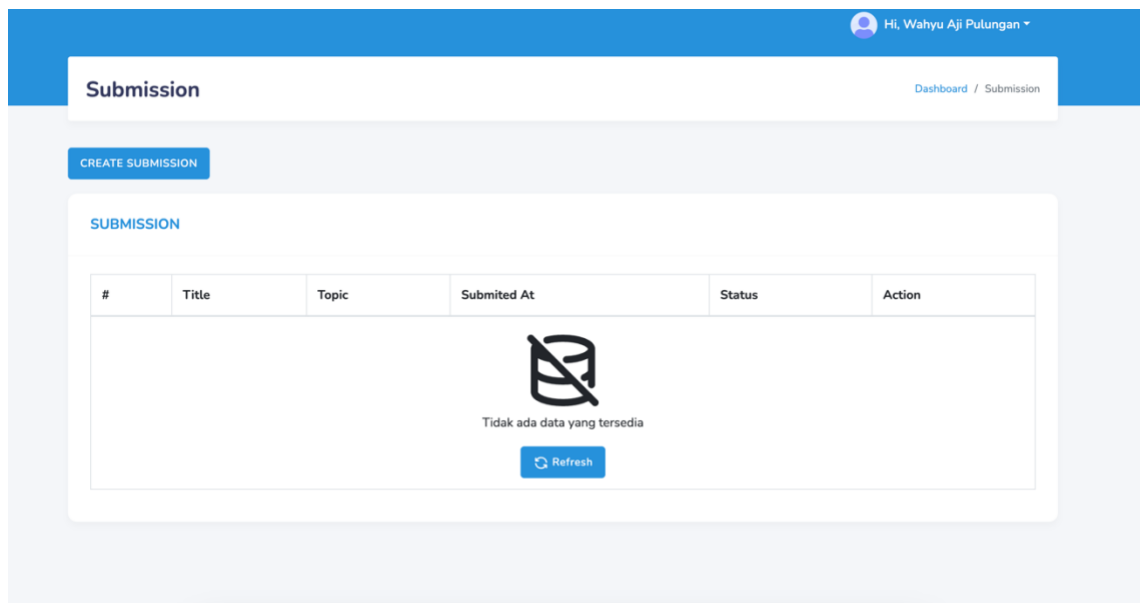 Hi, Wahyu Aji Pulungan
Submission
Dashboard / Submission
CREATE SUBMISSION
SUBMISSION
# Title Topic Submited At Status Action
Tidak ada data yang tersedia
Refresh